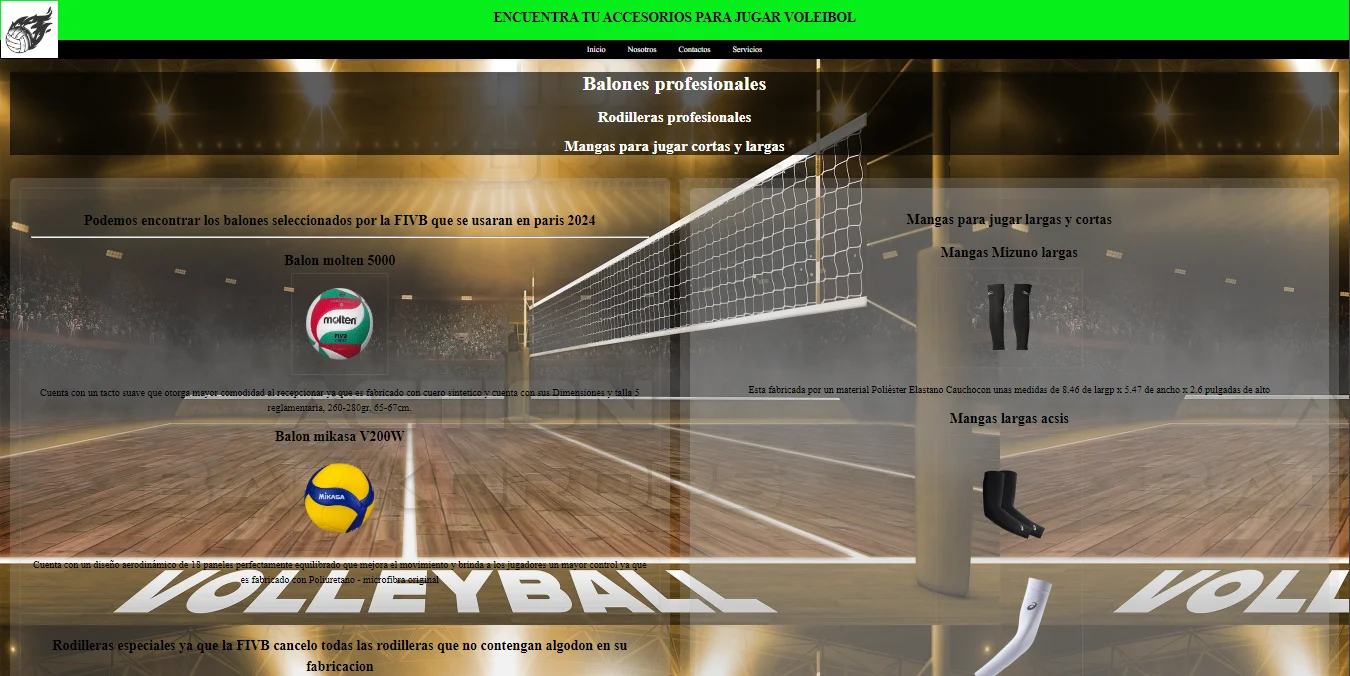 ENCUENTRA TU ACCESORIOS PARA JUGAR VOLEIBOL
Inicio Nosotros Contactos Servicios
Balones profesionales
Rodilleras profesionales
Mangas para jugar cortas y largas
Podemos encontrar los balones seleccionados por la FIVB que se usaran en paris 2024
Balon molten 5000
molten
FIVB
Cuenta con un tacto suave que otorga mayor comodidad al recepcionar ya que es fabricado con cuero sintetico y cuenta con sus Dimensiones y talla 5
reglamentaria, 260-280gr. 65-67cm.
Balon mikasa V200W
MIKASA
Cuenta con un diseño aerodinámico de 18 paneles perfectamente equilibrado que mejora el movimiento y brinda a los jugadores un mayor control ya que
es fabricado con Poliuretano - microfibra original
Rodilleras especiales ya que la FIVB cancelo todas las rodilleras que no contengan algodon en su
fabricacion
Mangas para jugar largas y cortas
Mangas Mizuno largas
Esta fabricada por un material Poliéster Elastano Cauchocon unas medidas de 8.46 de largp x 5.47 de ancho x 2.6 pulgadas de alto
Mangas largas acsis
VOLLEYBALL
VOLL